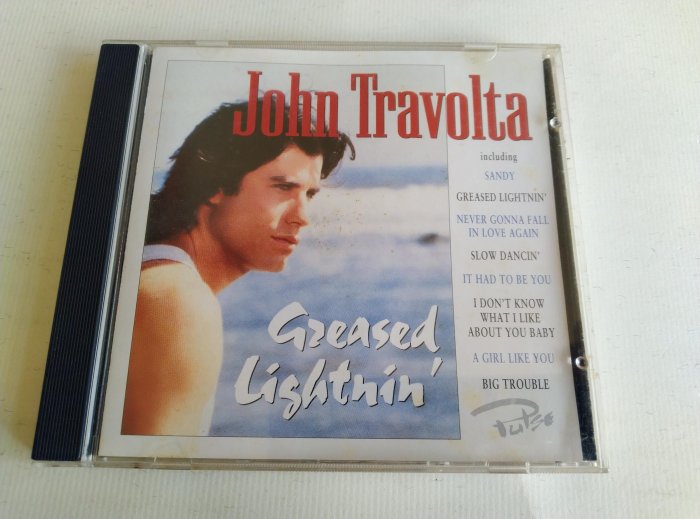 John Travolta
including
SANDY
GREASED LIGHTNIN'
NEVER GONNA FALL
IN LOVE AGAIN
SLOW DANCIN'
IT HAD TO BE YOU
I DON'T KNOW
WHAT I LIKE
ABOUT YOU BABY
A GIRL LIKE YOU
BIG TROUBLE
Greased
Lightnin'
Pulse